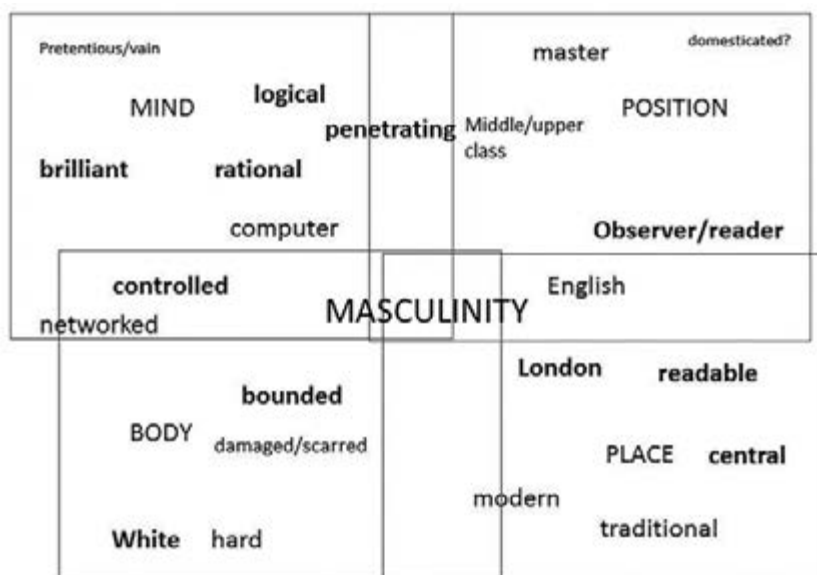 Pretentious/vain
MIND
logical
penetrating
brilliant
rational
computer
master
domesticated?
Middle/upper
class
POSITION
Observer/reader
controlled
networked
MASCULINITY
English
bounded
BODY
damaged/scarred
White
hard
London
readable
PLACE
central
modern
traditional